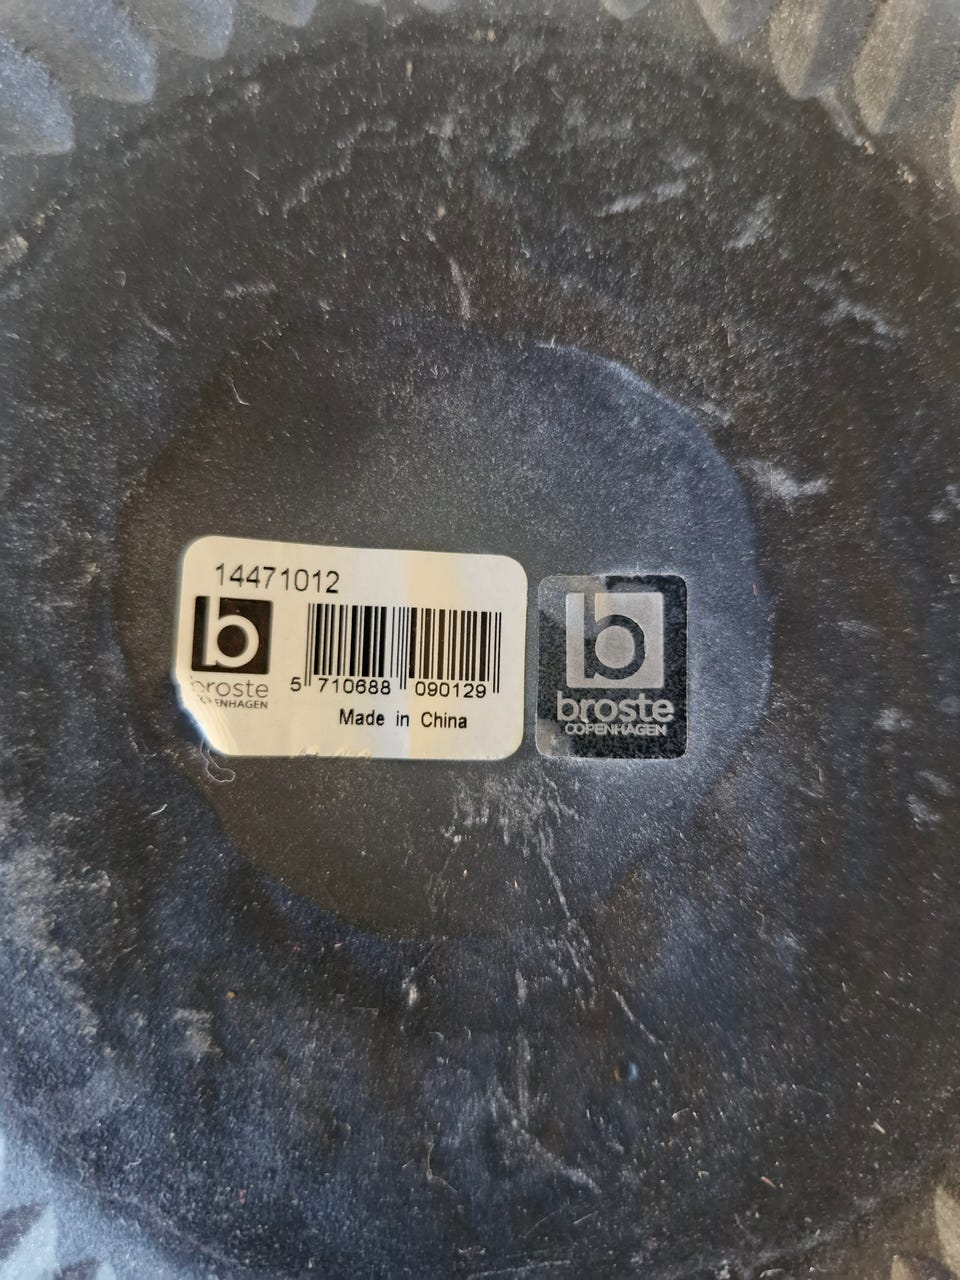 14471012
b
broste
COPENHAGEN
5 710688 090129
Made in China
b
broste
COPENHAGEN